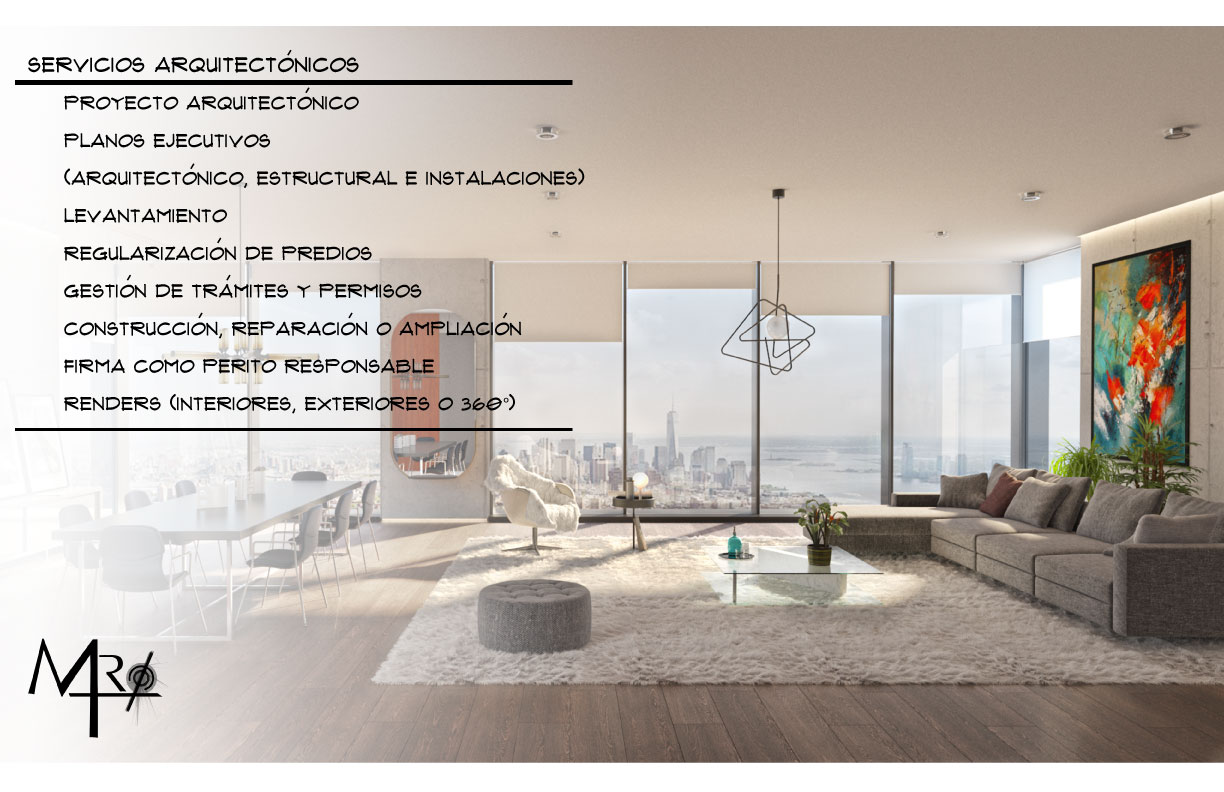 SERVICIOS ARQUITECTÓNICOS
PROYECTO ARQUITECTÓNICO
PLANOS EJECUTIVOS
(ARQUITECTÓNICO, ESTRUCTURAL E INSTALACIONES)
LEVANTAMIENTO
REGULARIZACIÓN DE PREDIOS
GESTIÓN DE TRÁMITES Y PERMISOS
CONSTRUCCIÓN, REPARACIÓN O AMPLIACIÓN
FIRMA COMO PERITO RESPONSABLE
RENDERS (INTERIORES, EXTERIORES O 360°)